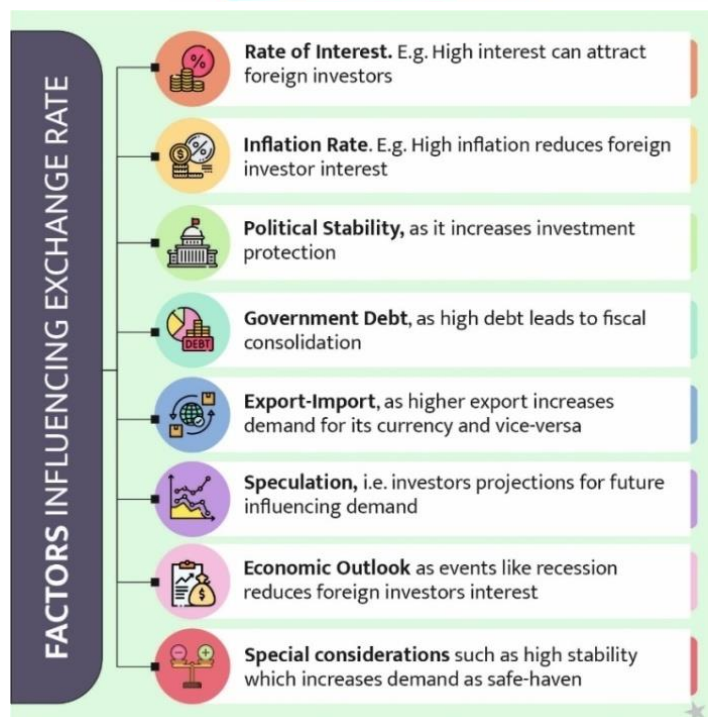 FACTORS INFLUENCING EXCHANGE RATE
Rate of Interest. E.g. High interest can attract
foreign investors
Inflation Rate. E.g. High inflation reduces foreign
investor interest
Political Stability, as it increases investment
protection
Government Debt, as high debt leads to fiscal
consolidation
DEBT
Export-Import, as higher export increases
demand for its currency and vice-versa
Speculation, i.e. investors projections for future
influencing demand
Economic Outlook as events like recession
reduces foreign investors interest
Special considerations such as high stability
which increases demand as safe-haven